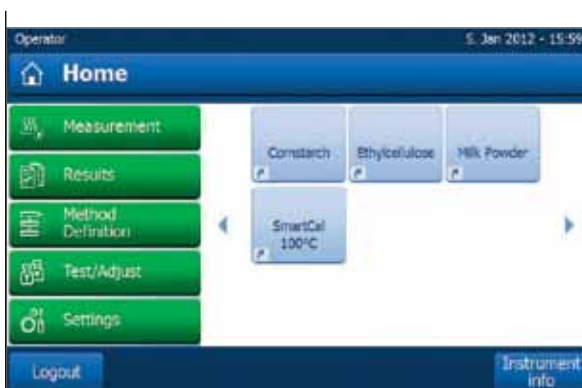 Operator
5. Jan 2012 - 15:59
Home
Measurement
Results
Method
Definition
Test/Adjust
Settings
Cornstarch
Ethylcellulose
Milk Powder
SmartCal
100°C
Logout
Instrument
info